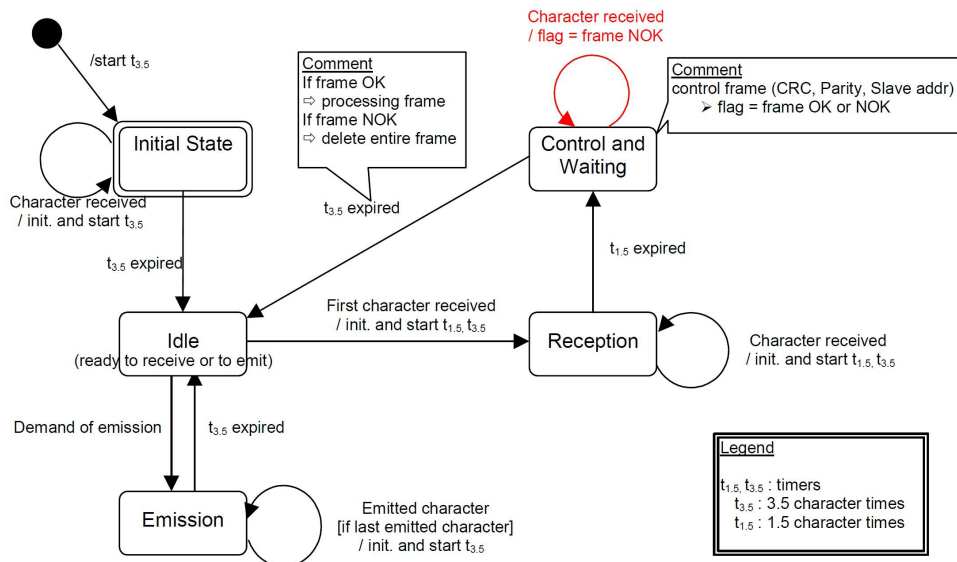 Character received
/ flag = frame NOK
/start t3.5
Comment
If frame OK
⇨ processing frame
If frame NOK
⇨ delete entire frame
Comment
control frame (CRC, Parity, Slave addr)
➢ flag = frame OK or NOK
Initial State
Control and
Waiting
Character received
/ init. and start t3.5
t3.5 expired
t3.5 expired
t1.5 expired
First character received
/ init. and start t1.5, t3.5
Idle
(ready to receive or to emit)
Reception
Character received
/ init. and start t1.5, t3.5
Demand of emission
t3.5 expired
Emission
Emitted character
[if last emitted character]
/ init. and start t3.5
Legend
t1.5, t3.5 : timers
t3.5 : 3.5 character times
t1.5 : 1.5 character times